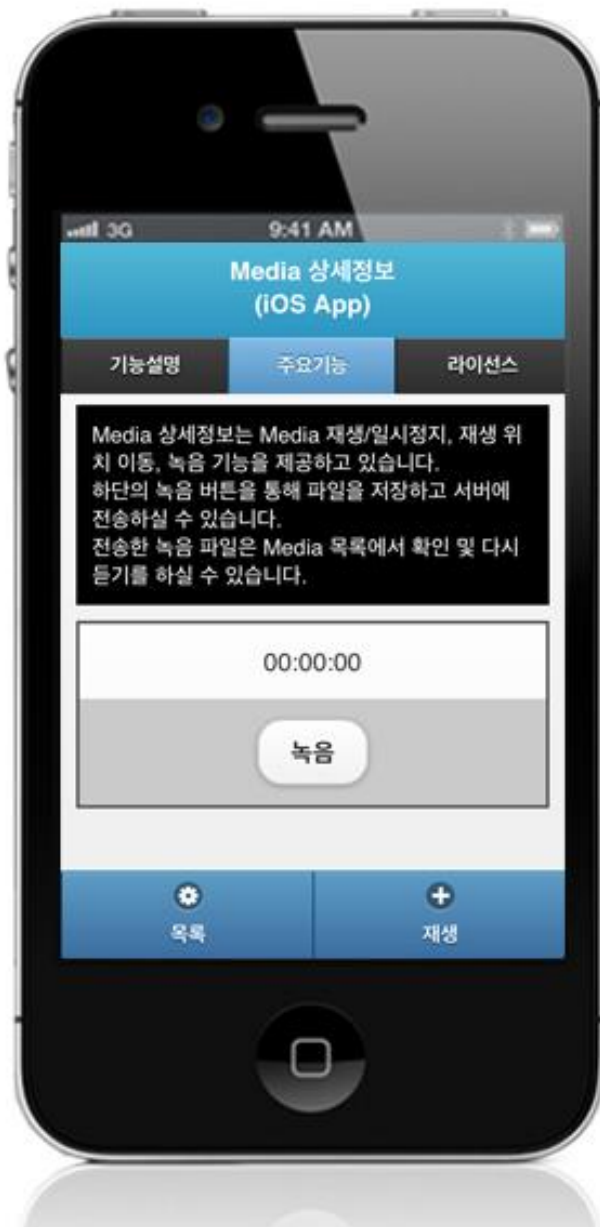 3G 9:41 AM
Media 상세정보
(iOS App)
기능설명 주요기능 라이선스
Media 상세정보는 Media 재생/일시정지, 재생 위
치 이동, 녹음 기능을 제공하고 있습니다.
하단의 녹음 버튼을 통해 파일을 저장하고 서버에
전송하실 수 있습니다.
전송한 녹음 파일은 Media 목록에서 확인 및 다시
듣기를 하실 수 있습니다.
00:00:00
녹음
목록 재생